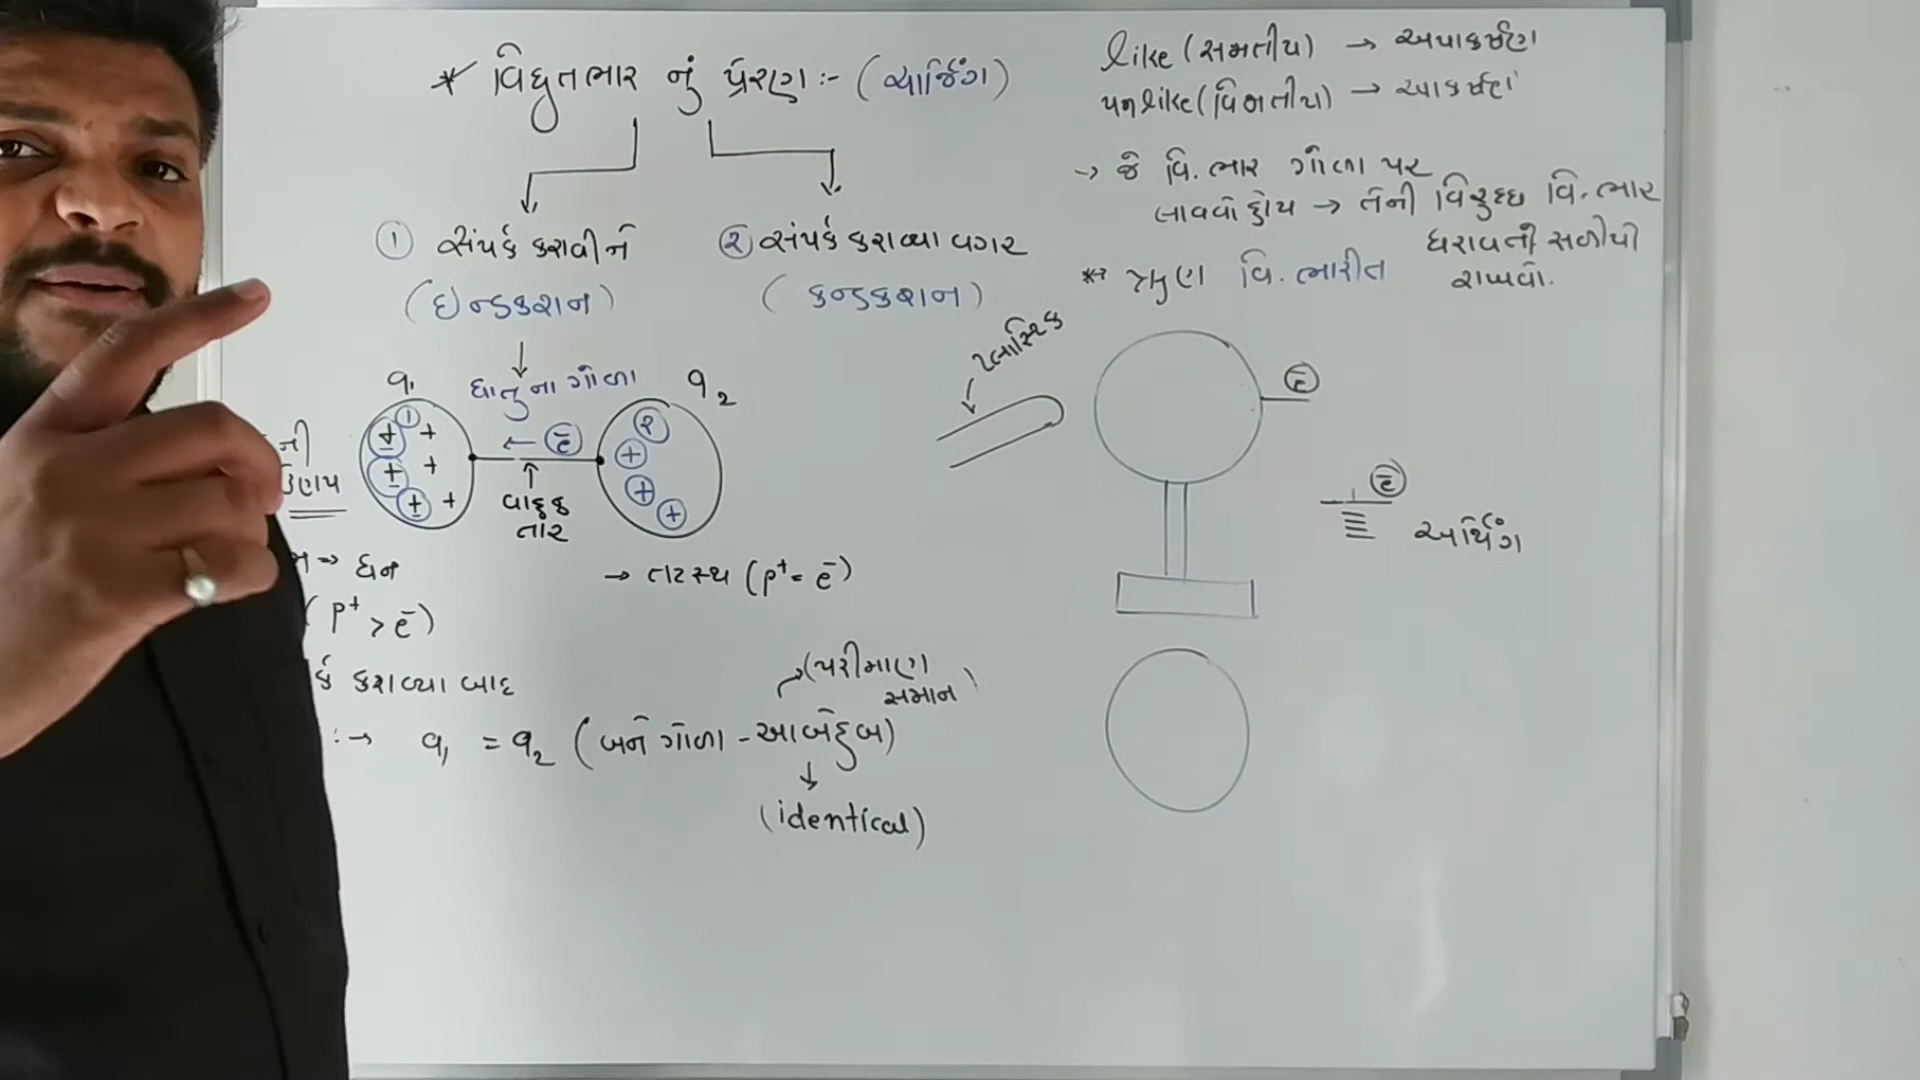 * વિદ્યુતભાર નું પ્રેરણ :- (ચાર્જિંગ)
① સંપર્ક કરાવીને
(ઇન્ડકશન)
② સંપર્ક કરાવ્યા વગર
(કન્ડકશન)
ધાતુના ગોળા
q₁
q₂
① + + + + + +
← e̅
૨ + + +
વાહક
તાર
ની
→ ધન
(p⁺ > e̅)
→ તટસ્થ (p⁺ = e̅)
ર્ક કરાવ્યા બાદ
(પરીમાણ
સમાન)
:→ q₁ = q₂ (બંને ગોળા - આબેહુબ)
(identical)
like (સમતીય) → અપાકર્ષણ
unlike (વિજાતીય) → આકર્ષણ
→ જે વિ. ભાર ગોળા પર
લાવવો હોય → તેની વિરુદ્ધ વિ. ભાર
ધરાવતી સળીયો
રાખવો.
** ઋણ વિ. ભારીત
પ્લાસ્ટિક
e̅
e̅
અર્થિંગ